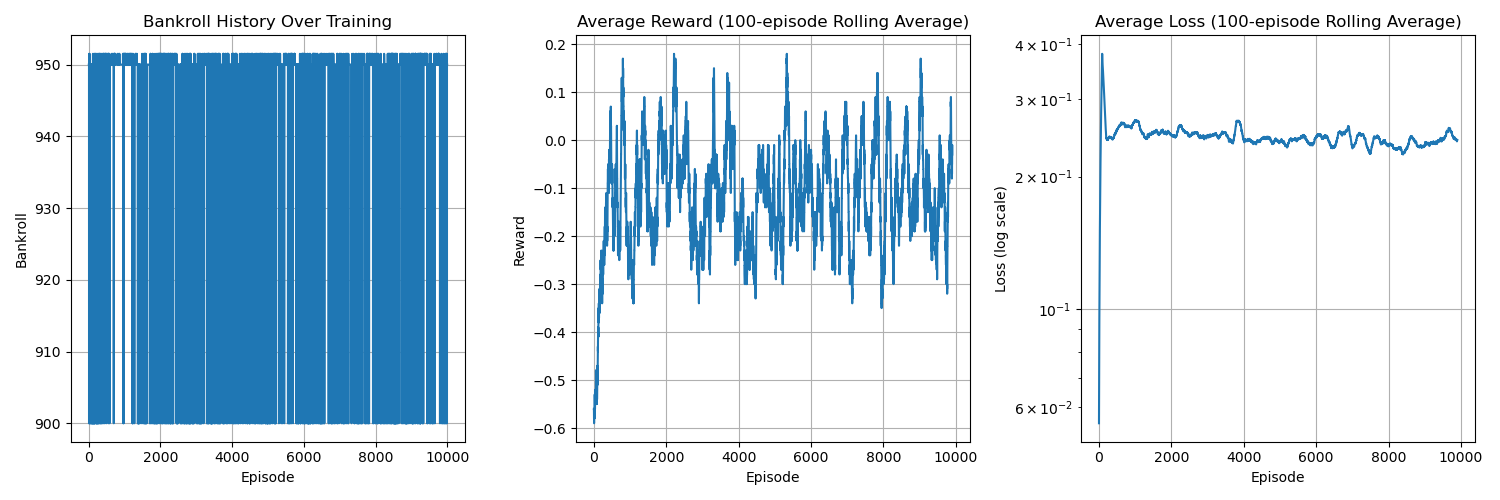 Bankroll History Over Training
950
940
930
920
910
900
Bankroll
0
2000
4000
6000
8000
10000
Episode
Average Reward (100-episode Rolling Average)
0.2
0.1
0.0
−0.1
−0.2
−0.3
−0.4
−0.5
−0.6
Reward
0
2000
4000
6000
8000
10000
Episode
Average Loss (100-episode Rolling Average)
4 × 10⁻¹
3 × 10⁻¹
2 × 10⁻¹
10⁻¹
6 × 10⁻²
Loss (log scale)
0
2000
4000
6000
8000
10000
Episode